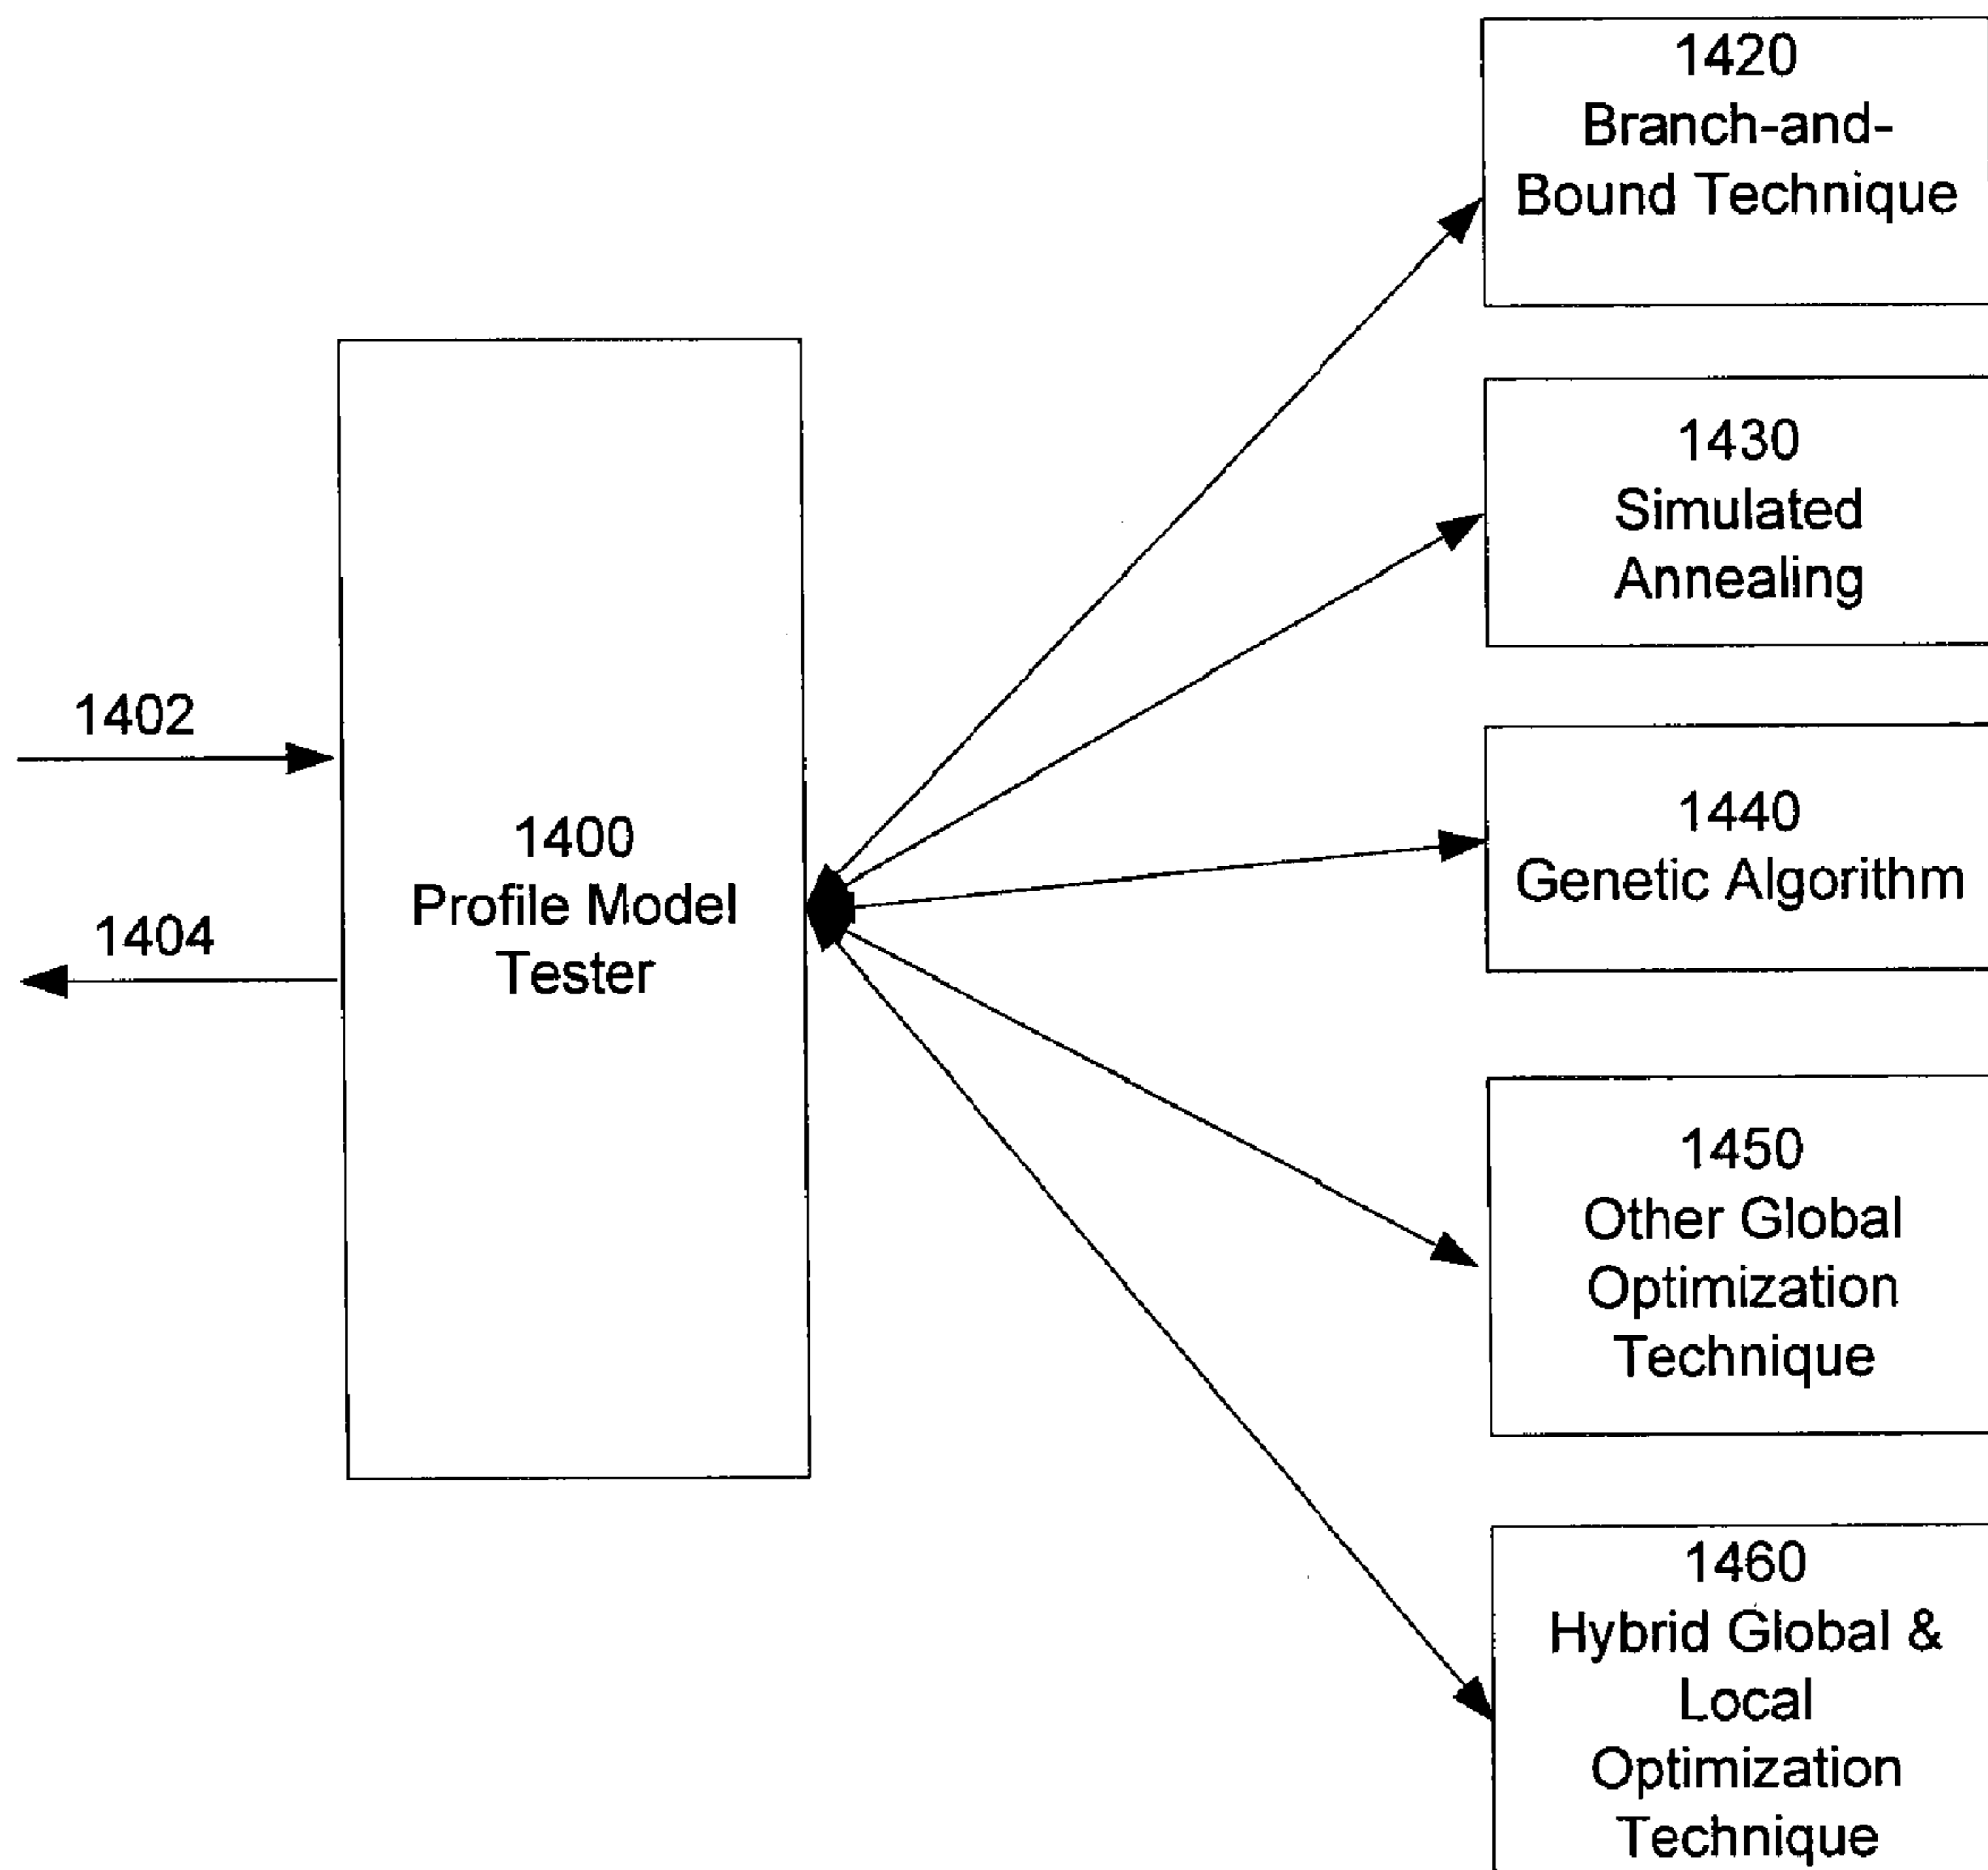 1420
Branch-and-
Bound Technique
1430
Simulated
Annealing
1402
1440
Genetic Algorithm
1400
Profile Model
Tester
1404
1450
Other Global
Optimization
Technique
1460
Hybrid Global &
Local
Optimization
Technique